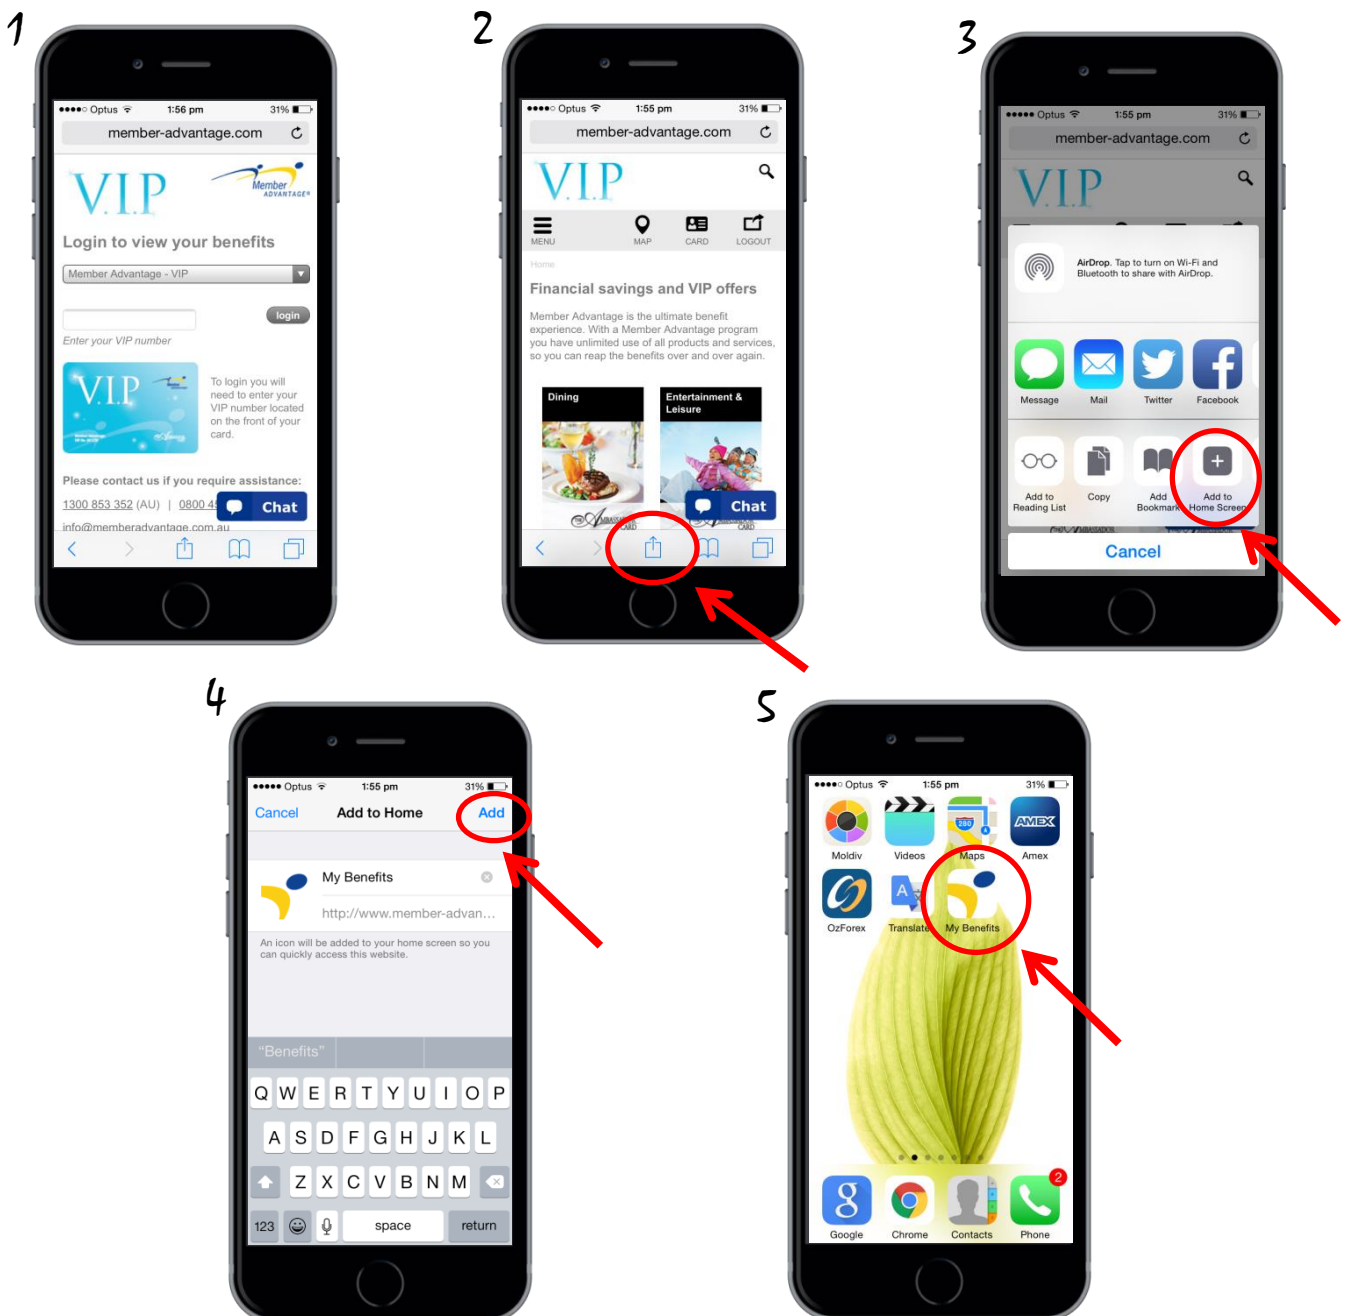 1
Optus 1:56 pm 31%
member-advantage.com
V.I.P
Member
ADVANTAGE®
Login to view your benefits
Member Advantage - VIP
login
Enter your VIP number
V.I.P
To login you will
need to enter your
VIP number located
on the front of your
card.
Please contact us if you require assistance:
1300 853 352 (AU) | 0800 4
Chat
info@memberadvantage.com.au
2
Optus 1:55 pm 31%
member-advantage.com
V.I.P
MENU MAP CARD LOGOUT
Home
Financial savings and VIP offers
Member Advantage is the ultimate benefit
experience. With a Member Advantage program
you have unlimited use of all products and services,
so you can reap the benefits over and over again.
Dining
Entertainment &
Leisure
Chat
THE AMBASSADOR
CARD
3
Optus 1:55 pm 31%
member-advantage.com
V.I.P
AirDrop. Tap to turn on Wi-Fi and
Bluetooth to share with AirDrop.
Message Mail Twitter Facebook
Add to
Reading List
Copy
Add
Bookmark
Add to
Home Screen
Cancel
4
Optus 1:55 pm 31%
Cancel Add to Home Add
My Benefits
http://www.member-advan...
An icon will be added to your home screen so you
can quickly access this website.
"Benefits"
Q W E R T Y U I O P
A S D F G H J K L
Z X C V B N M
123 space return
5
Optus 1:55 pm 31%
280
A
AMEX
Moldiv Videos Maps Amex
A
OzForex Translate My Benefits
2
g
Google Chrome Contacts Phone